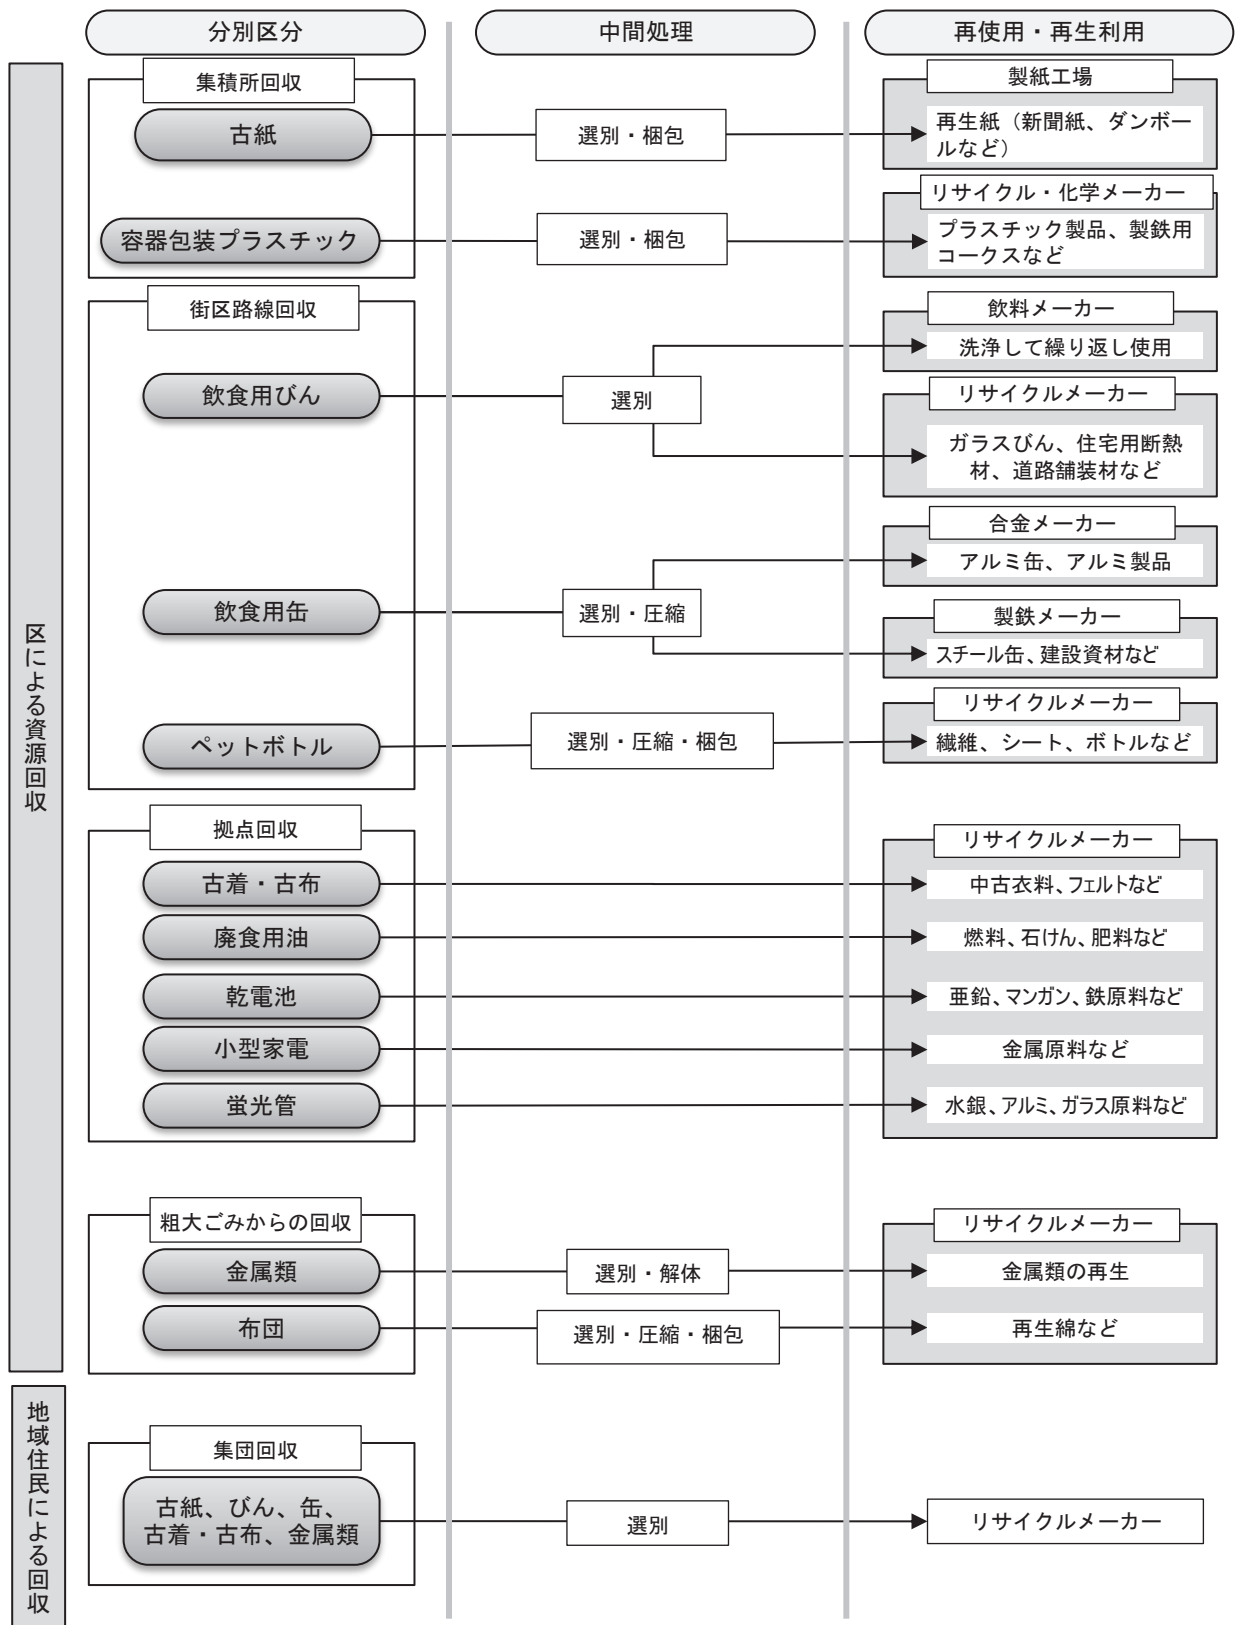 分別区分
中間処理
再使用・再生利用
区による資源回収
集積所回収
製紙工場
古紙
選別・梱包
再生紙（新聞紙、ダンボー
ルなど）
リサイクル・化学メーカー
容器包装プラスチック
選別・梱包
プラスチック製品、製鉄用
コークスなど
街区路線回収
飲料メーカー
洗浄して繰り返し使用
飲食用びん
選別
リサイクルメーカー
ガラスびん、住宅用断熱
材、道路舗装材など
合金メーカー
アルミ缶、アルミ製品
飲食用缶
選別・圧縮
製鉄メーカー
スチール缶、建設資材など
リサイクルメーカー
ペットボトル
選別・圧縮・梱包
繊維、シート、ボトルなど
拠点回収
リサイクルメーカー
古着・古布
中古衣料、フェルトなど
廃食用油
燃料、石けん、肥料など
乾電池
亜鉛、マンガン、鉄原料など
小型家電
金属原料など
蛍光管
水銀、アルミ、ガラス原料など
粗大ごみからの回収
リサイクルメーカー
金属類
選別・解体
金属類の再生
布団
選別・圧縮・梱包
再生綿など
地域住民による回収
集団回収
古紙、びん、缶、
古着・古布、金属類
選別
リサイクルメーカー